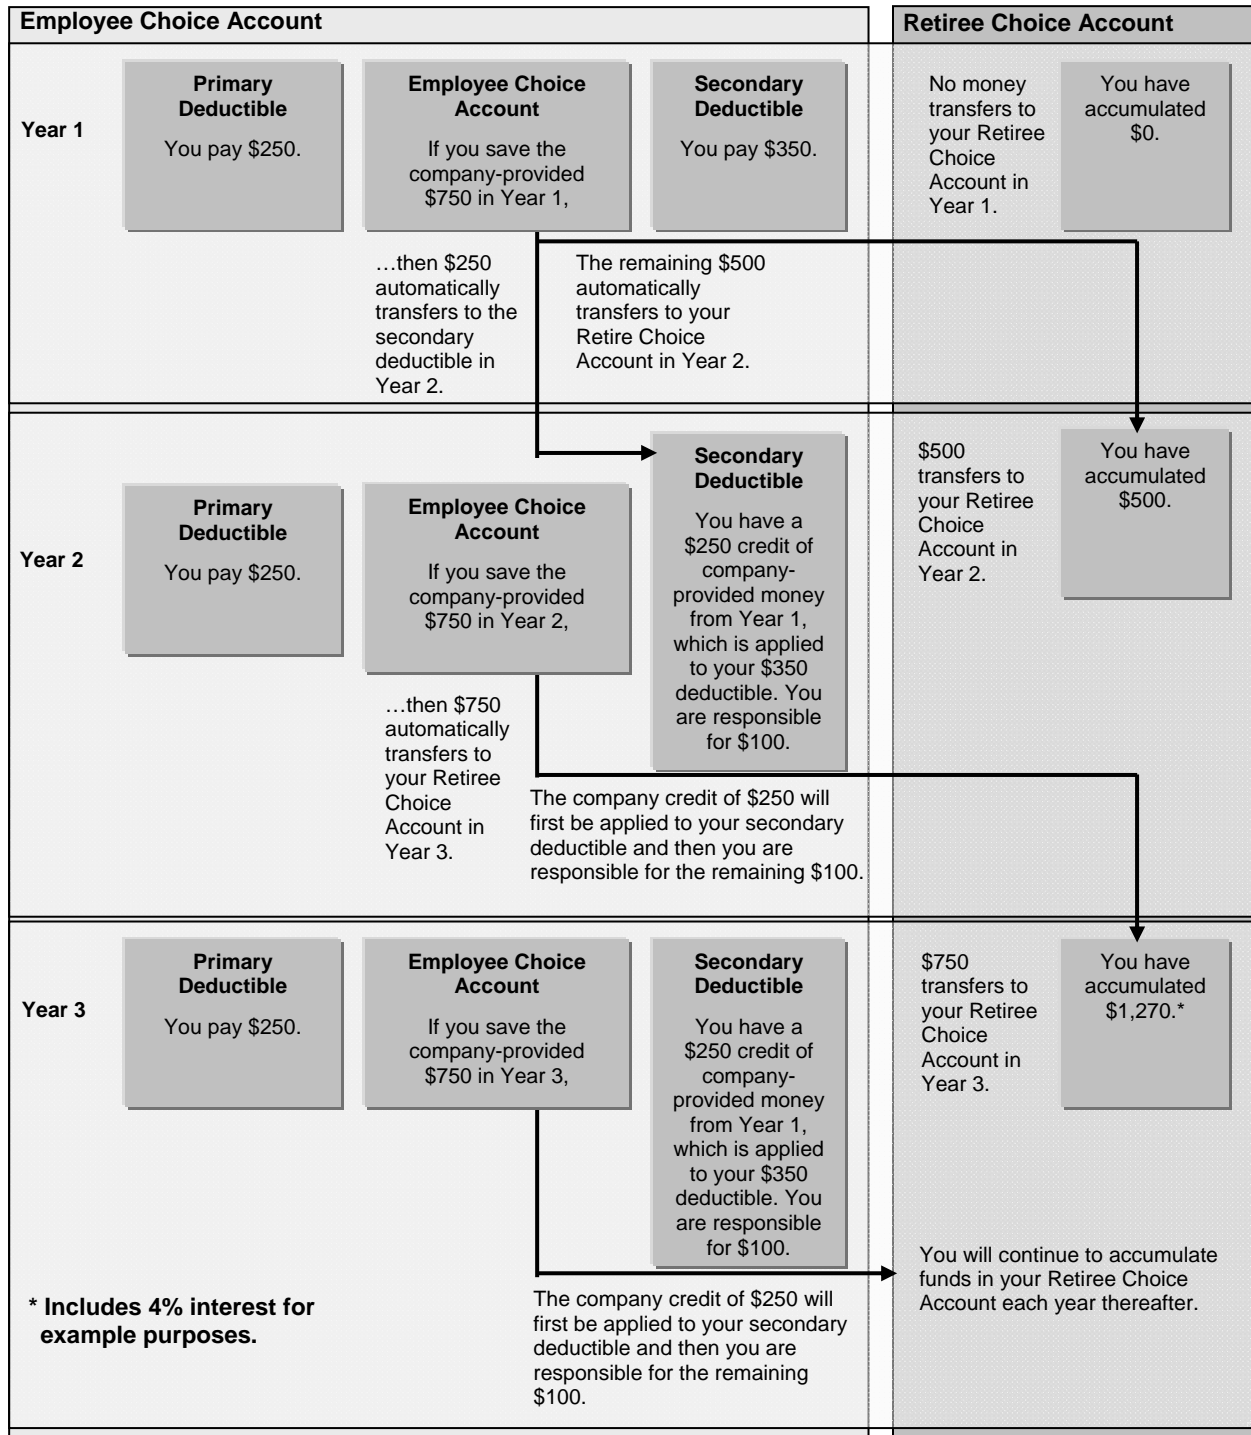 Employee Choice Account
Retiree Choice Account
Year 1
Primary
Deductible
You pay $250.
Employee Choice
Account
If you save the
company-provided
$750 in Year 1,
Secondary
Deductible
You pay $350.
No money
transfers to
your Retiree
Choice
Account in
Year 1.
You have
accumulated
$0.
…then $250
automatically
transfers to the
secondary
deductible in
Year 2.
The remaining $500
automatically
transfers to your
Retire Choice
Account in Year 2.
Year 2
Primary
Deductible
You pay $250.
Employee Choice
Account
If you save the
company-provided
$750 in Year 2,
Secondary
Deductible
You have a
$250 credit of
company-
provided money
from Year 1,
which is applied
to your $350
deductible. You
are responsible
for $100.
$500
transfers to
your Retiree
Choice
Account in
Year 2.
You have
accumulated
$500.
…then $750
automatically
transfers to
your Retiree
Choice
Account in
Year 3.
The company credit of $250 will
first be applied to your secondary
deductible and then you are
responsible for the remaining $100.
Year 3
Primary
Deductible
You pay $250.
Employee Choice
Account
If you save the
company-provided
$750 in Year 3,
Secondary
Deductible
You have a
$250 credit of
company-
provided money
from Year 1,
which is applied
to your $350
deductible. You
are responsible
for $100.
$750
transfers to
your Retiree
Choice
Account in
Year 3.
You have
accumulated
$1,270.*
You will continue to accumulate
funds in your Retiree Choice
Account each year thereafter.
The company credit of $250 will
first be applied to your secondary
deductible and then you are
responsible for the remaining
$100.
* Includes 4% interest for
example purposes.